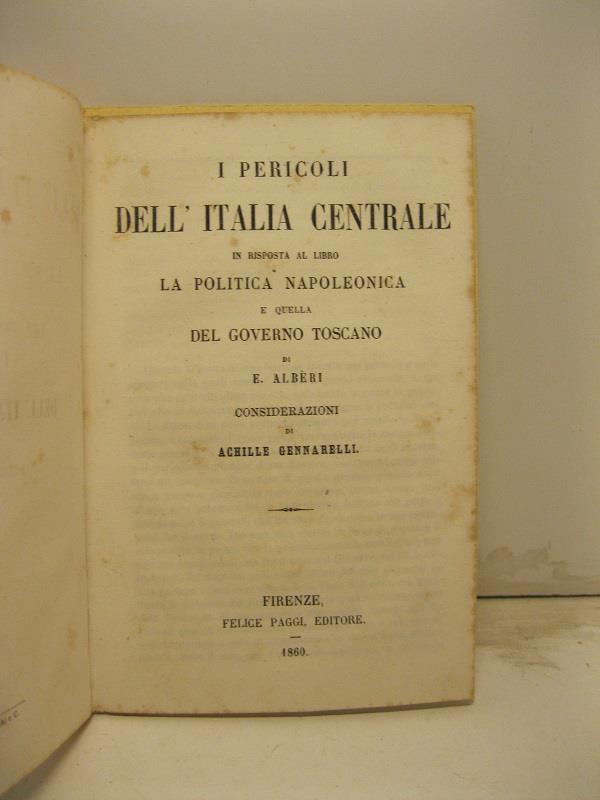 I PERICOLI
DELL' ITALIA CENTRALE
IN RISPOSTA AL LIBRO
LA POLITICA NAPOLEONICA
E QUELLA
DEL GOVERNO TOSCANO
DI
E. ALBÈRI
CONSIDERAZIONI
DI
ACHILLE GENNARELLI.
FIRENZE,
FELICE PAGGI, EDITORE.
1860.